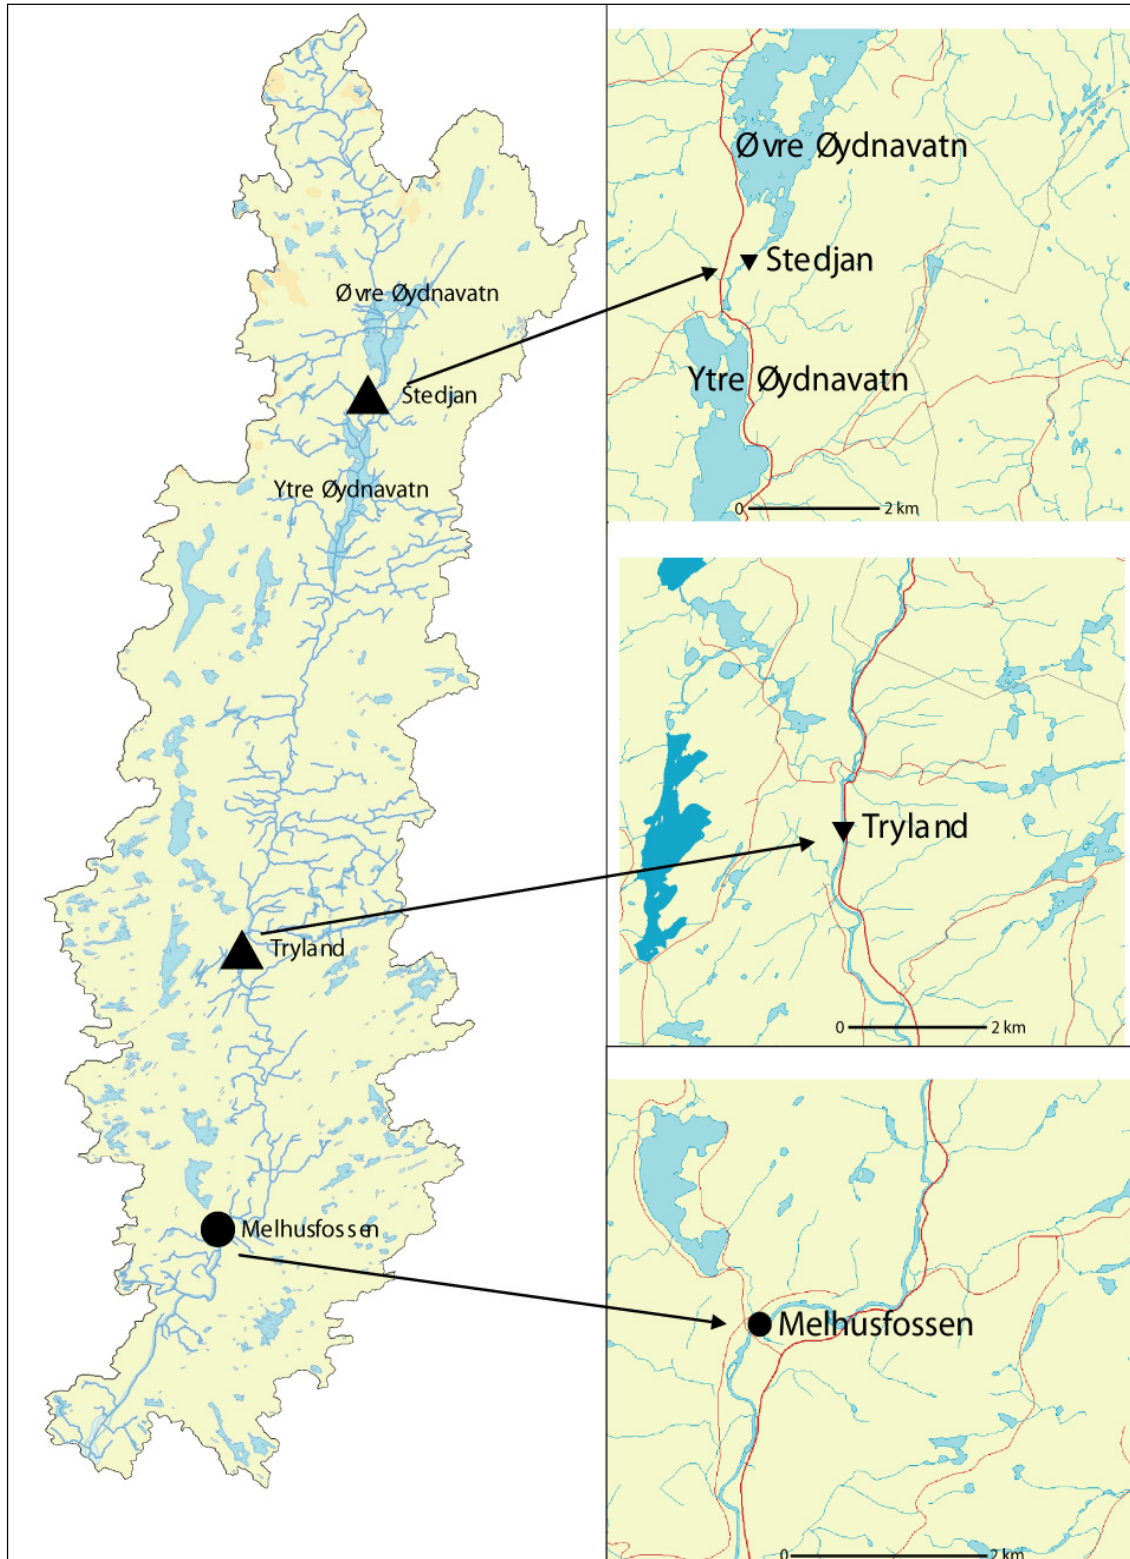 Øvre Øydnavatn
Stedjan
Ytre Øydnavatn
Tryland
Melhusfossen
Øvre Øydnavatn
Stedjan
Ytre Øydnavatn
0 2 km
Tryland
0 2 km
Melhusfossen
0 2 km